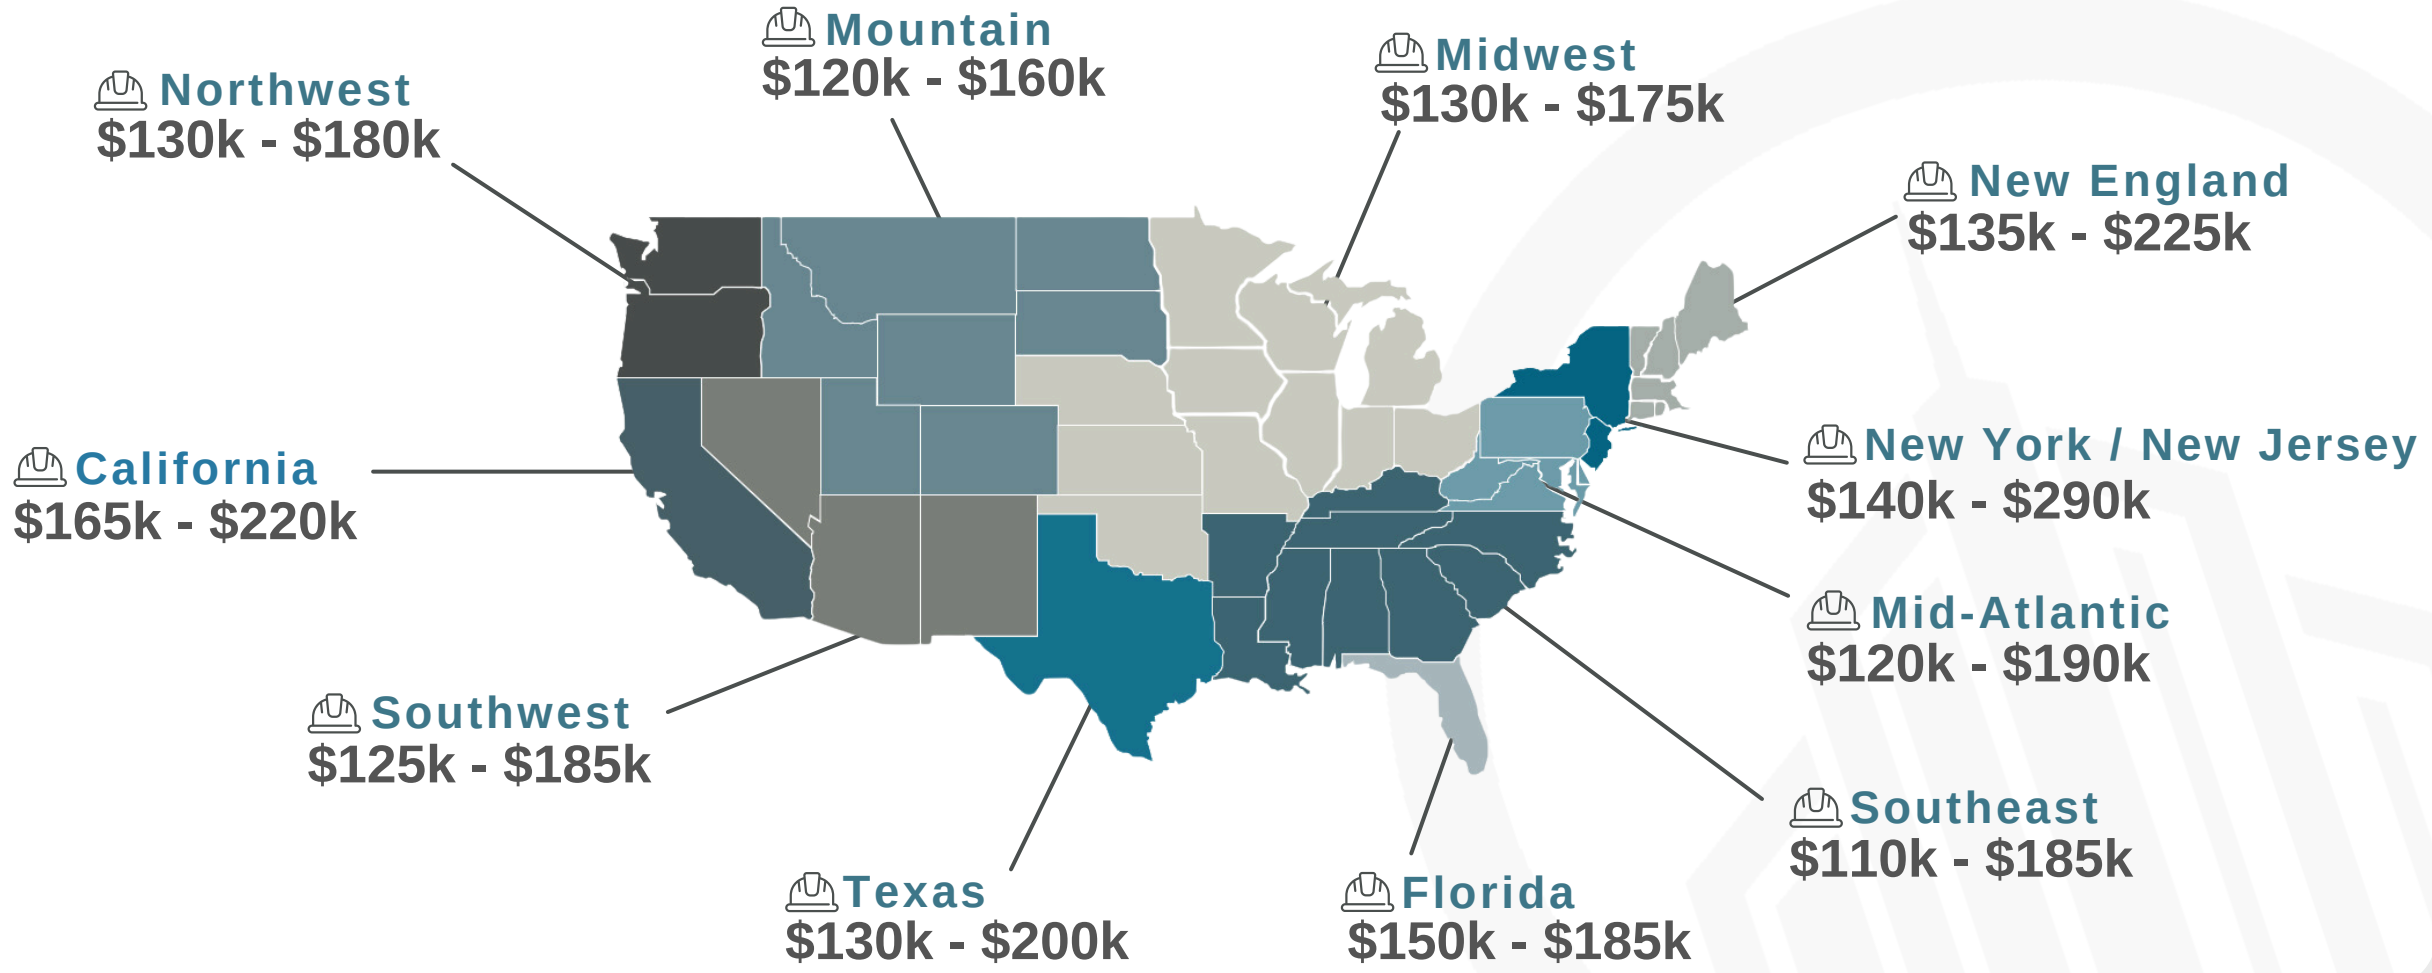 Mountain
$120k - $160k
Midwest
$130k - $175k
Northwest
$130k - $180k
New England
$135k - $225k
California
$165k - $220k
New York / New Jersey
$140k - $290k
Mid-Atlantic
$120k - $190k
Southwest
$125k - $185k
Southeast
$110k - $185k
Texas
$130k - $200k
Florida
$150k - $185k